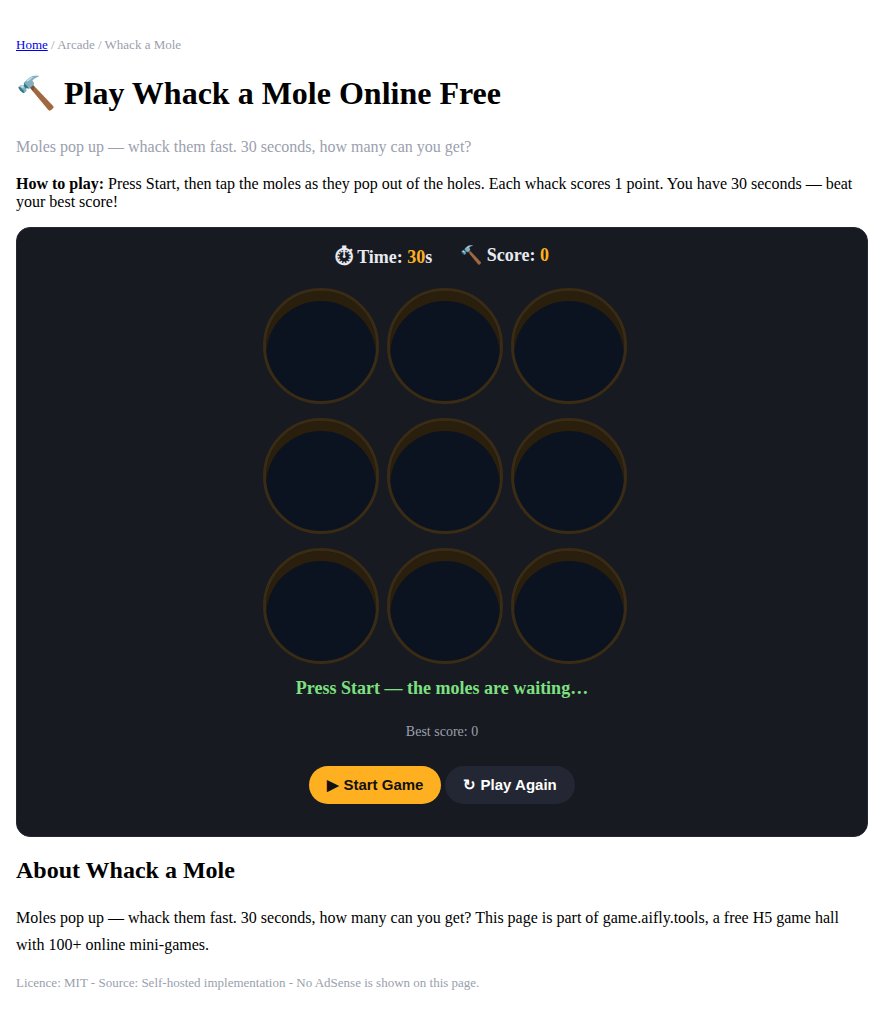 Home / Arcade / Whack a Mole
🔨 Play Whack a Mole Online Free
Moles pop up — whack them fast. 30 seconds, how many can you get?
How to play: Press Start, then tap the moles as they pop out of the holes. Each whack scores 1 point. You have 30 seconds — beat
your best score!
⏱ Time: 30s 🔨 Score: 0
Press Start — the moles are waiting…
Best score: 0
▶ Start Game ↻ Play Again
About Whack a Mole
Moles pop up — whack them fast. 30 seconds, how many can you get? This page is part of game.aifly.tools, a free H5 game hall
with 100+ online mini-games.
Licence: MIT - Source: Self-hosted implementation - No AdSense is shown on this page.